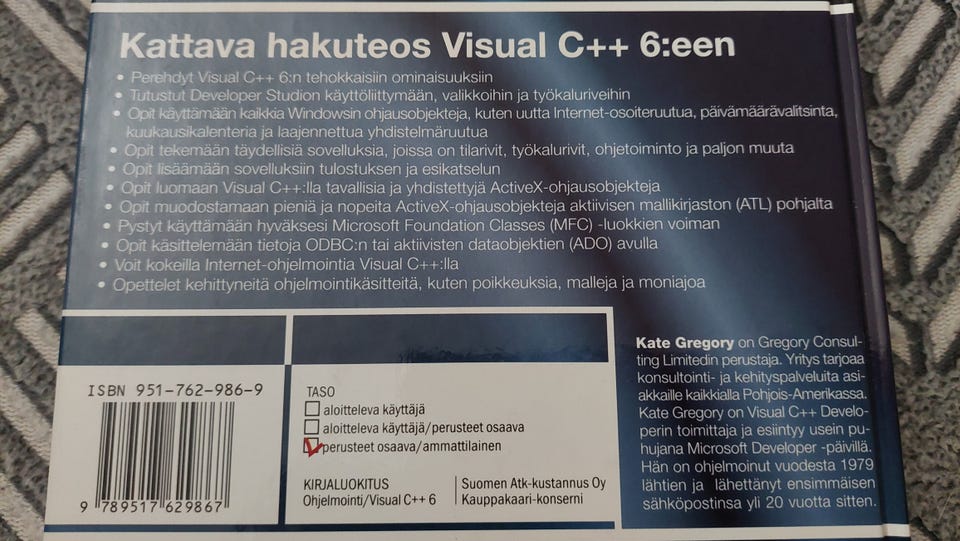 Kattava hakuteos Visual C++ 6:een
• Perehdyt Visual C++ 6:n tehokkaisiin ominaisuuksiin
• Tutustut Developer Studion käyttöliittymään, valikkoihin ja työkaluriveihin
• Opit käyttämään kaikkia Windowsin ohjausobjekteja, kuten uutta Internet-osoiteruutua, päivämäärävalitsinta,
kuukausikalenteria ja laajennettua yhdistelmäruutua
• Opit tekemään täydellisiä sovelluksia, joissa on tilarivit, työkalurivit, ohjetoiminto ja paljon muuta
• Opit lisäämään sovelluksiin tulostuksen ja esikatselun
• Opit luomaan Visual C++:lla tavallisia ja yhdistettyjä ActiveX-ohjausobjekteja
• Opit muodostamaan pieniä ja nopeita ActiveX-ohjausobjekteja aktiivisen mallikirjaston (ATL) pohjalta
• Pystyt käyttämään hyväksesi Microsoft Foundation Classes (MFC) -luokkien voiman
• Opit käsittelemään tietoja ODBC:n tai aktiivisten dataobjektien (ADO) avulla
• Voit kokeilla Internet-ohjelmointia Visual C++:lla
• Opettelet kehittyneitä ohjelmointikäsitteitä, kuten poikkeuksia, malleja ja moniajoa
ISBN 951-762-986-9
9 789517 629867
TASO
aloitteleva käyttäjä
aloitteleva käyttäjä/perusteet osaava
perusteet osaava/ammattilainen
KIRJALUOKITUS
Ohjelmointi/Visual C++ 6
Suomen Atk-kustannus Oy
Kauppakaari-konserni
Kate Gregory on Gregory Consul-
ting Limitedin perustaja. Yritys tarjoaa
konsultointi- ja kehityspalveluita asi-
akkaille kaikkialla Pohjois-Amerikassa.
Kate Gregory on Visual C++ Develo-
perin toimittaja ja esiintyy usein pu-
hujana Microsoft Developer -päivillä.
Hän on ohjelmoinut vuodesta 1979
lähtien ja lähettänyt ensimmäisen
sähköpostinsa yli 20 vuotta sitten.